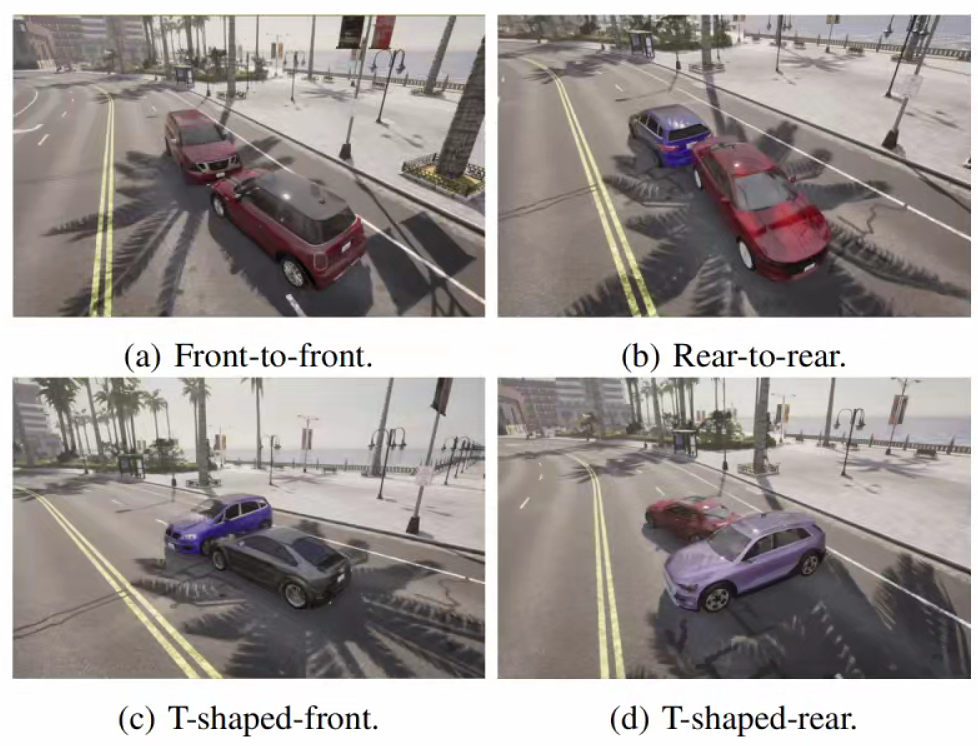 (a) Front-to-front.
(b) Rear-to-rear.
(c) T-shaped-front.
(d) T-shaped-rear.